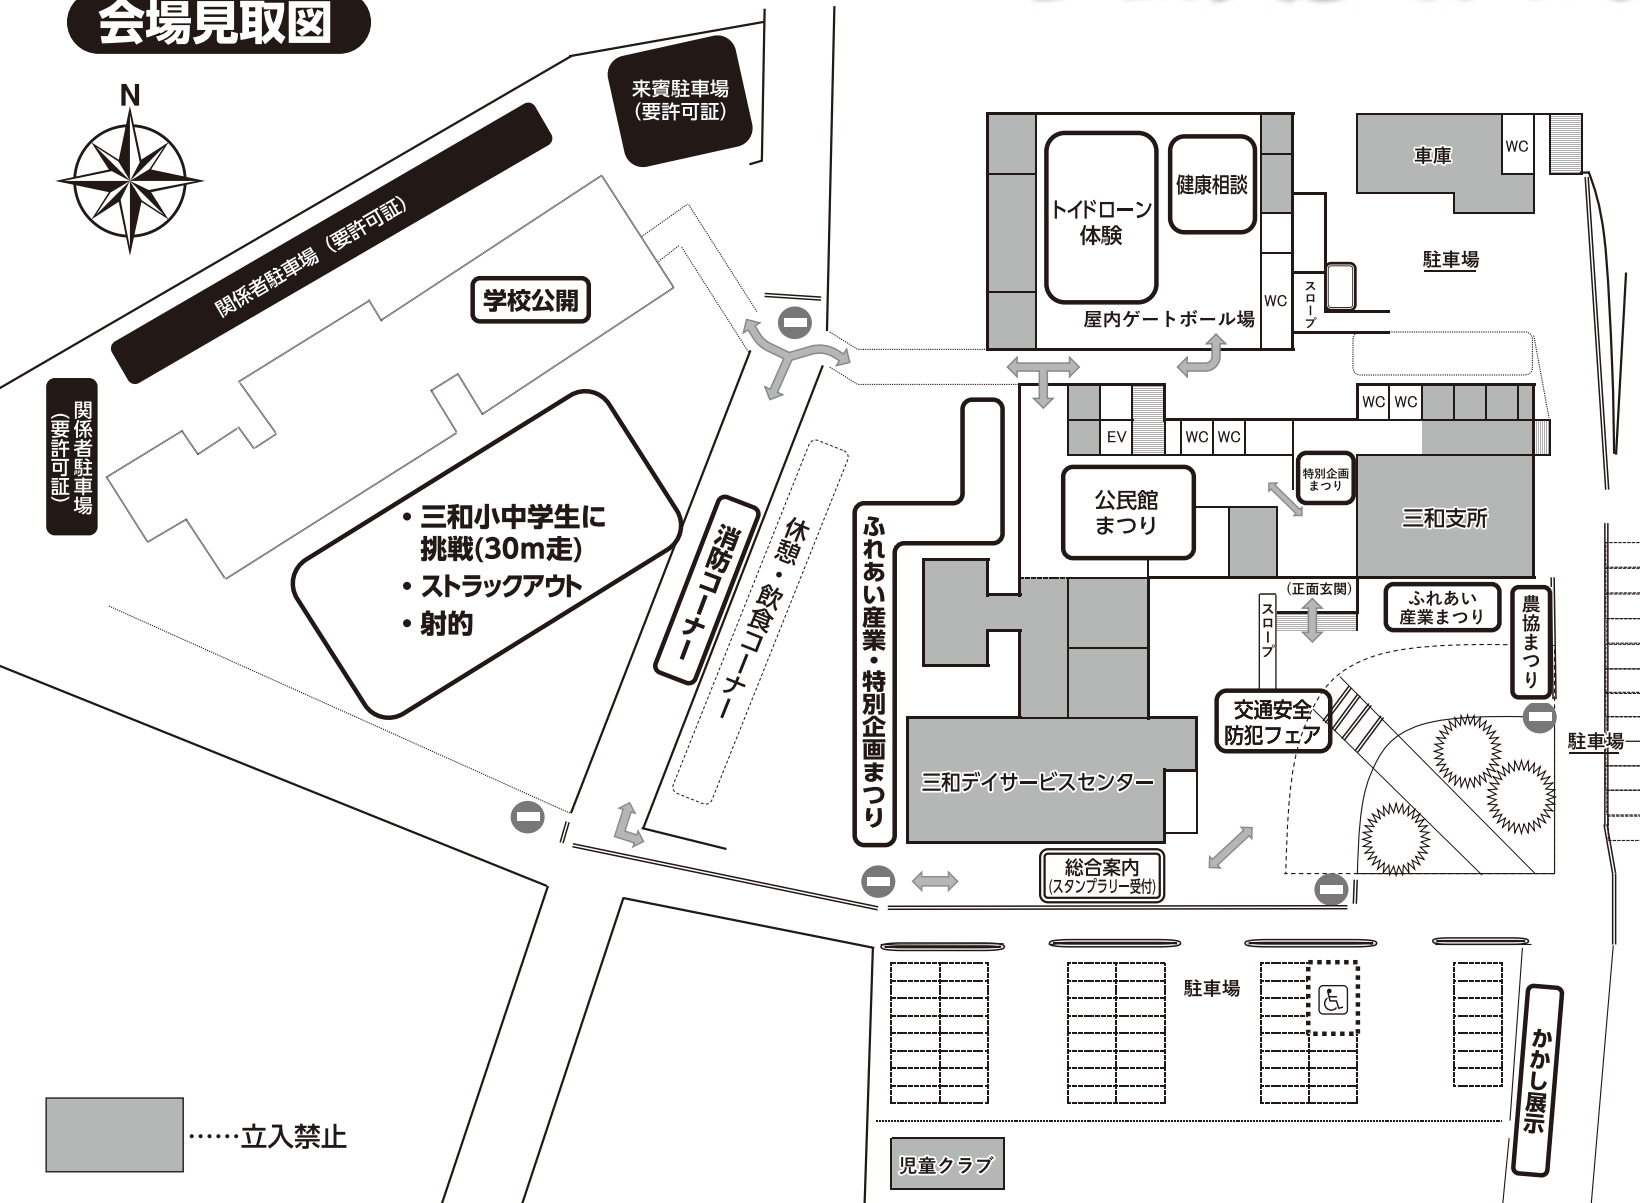 会場見取図
N
来賓駐車場
(要許可証)
関係者駐車場(要許可証)
関係者駐車場
(要許可証)
学校公開
・三和小中学生に
挑戦(30m走)
・ストラックアウト
・射的
消防コーナー
休憩・飲食コーナー
トイドローン
体験
健康相談
屋内ゲートボール場
WC
スロープ
車庫
WC
駐車場
EV
WC
WC
WC
WC
特別企画
まつり
公民館
まつり
三和支所
ふれあい産業・特別企画まつり
(正面玄関)
スロープ
ふれあい
産業まつり
農協まつり
交通安全
防犯フェア
駐車場
三和デイサービスセンター
総合案内
(スタンプラリー受付)
駐車場
かかし展示
児童クラブ
……立入禁止